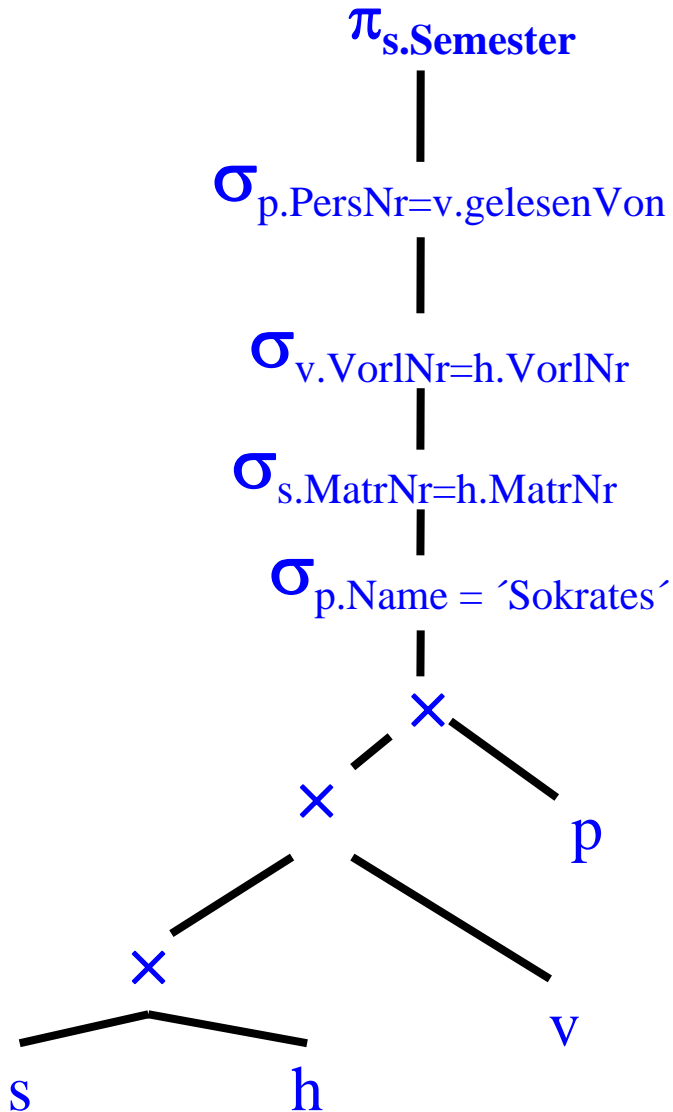 πs.Semester
σp.PersNr=v.gelesenVon
σv.VorlNr=h.VorlNr
σs.MatrNr=h.MatrNr
σp.Name = ´Sokrates´
×
×
p
×
v
s h